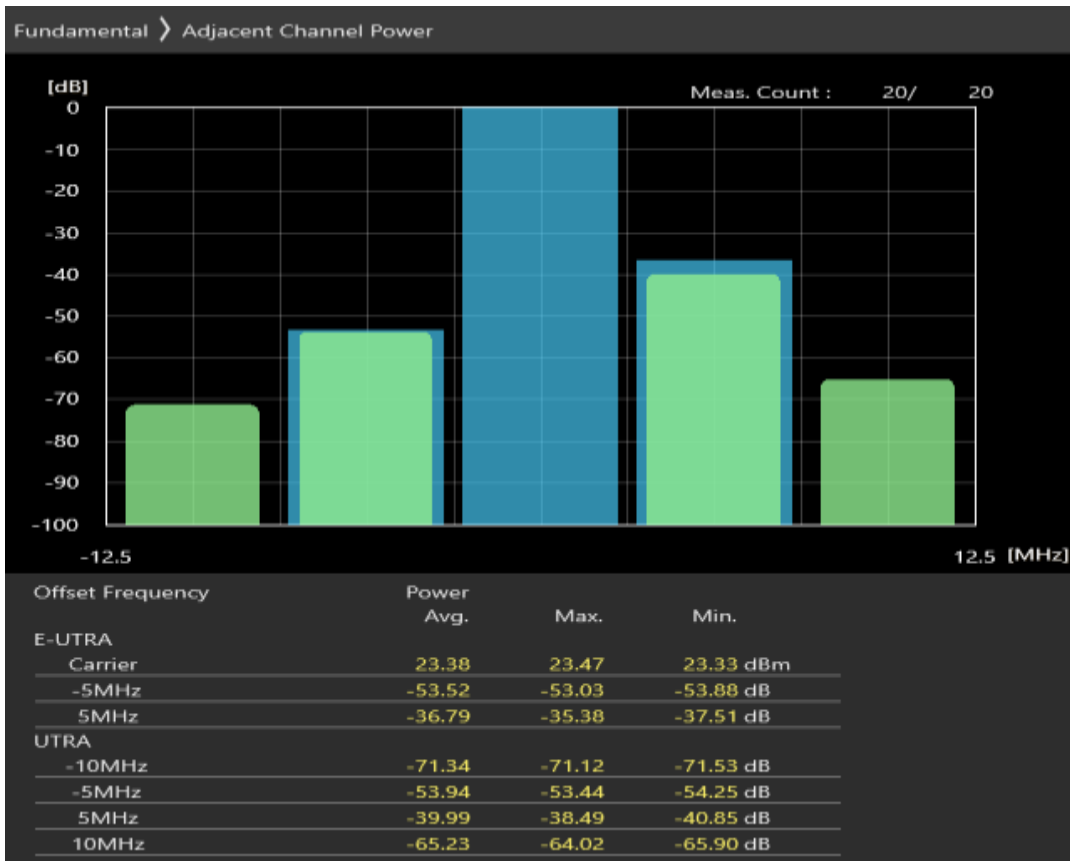 Fundamental 〉 Adjacent Channel Power
[dB]
Meas. Count : 20/ 20
0
-10
-20
-30
-40
-50
-60
-70
-80
-90
-100
-12.5 12.5 [MHz]
Offset Frequency Power
Avg. Max. Min.
E-UTRA
Carrier 23.38 23.47 23.33 dBm
-5MHz -53.52 -53.03 -53.88 dB
5MHz -36.79 -35.38 -37.51 dB
UTRA
-10MHz -71.34 -71.12 -71.53 dB
-5MHz -53.94 -53.44 -54.25 dB
5MHz -39.99 -38.49 -40.85 dB
10MHz -65.23 -64.02 -65.90 dB